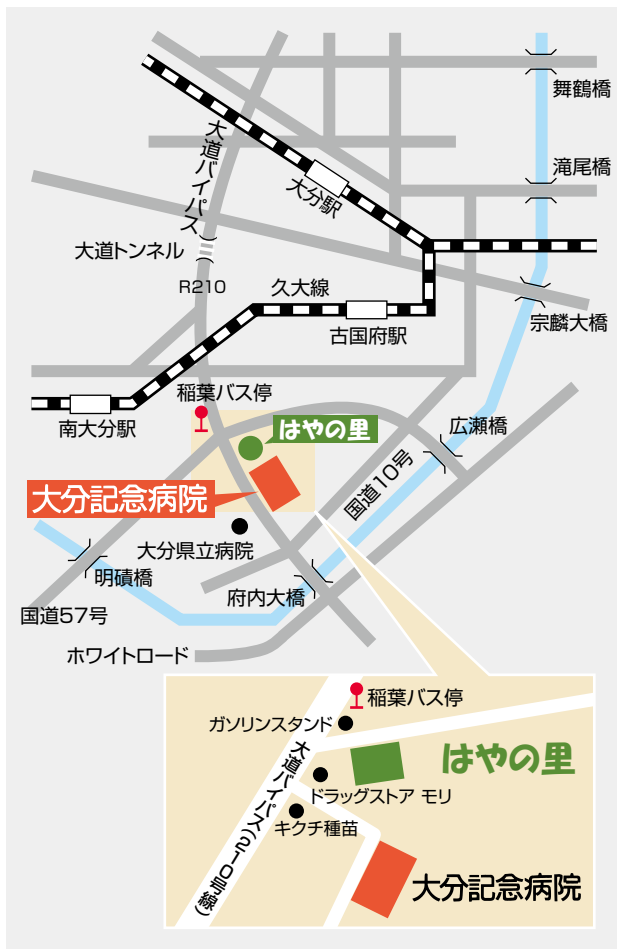 舞鶴橋
大道バイパス
滝尾橋
大分駅
大道トンネル
R210
久大線
宗麟大橋
古国府駅
稲葉バス停
南大分駅
はやの里
広瀬橋
大分記念病院
国道10号
大分県立病院
明磧橋
府内大橋
国道57号
ホワイトロード
稲葉バス停
ガソリンスタンド
はやの里
大道バイパス(210号線)
ドラッグストア モリ
キクチ種苗
大分記念病院